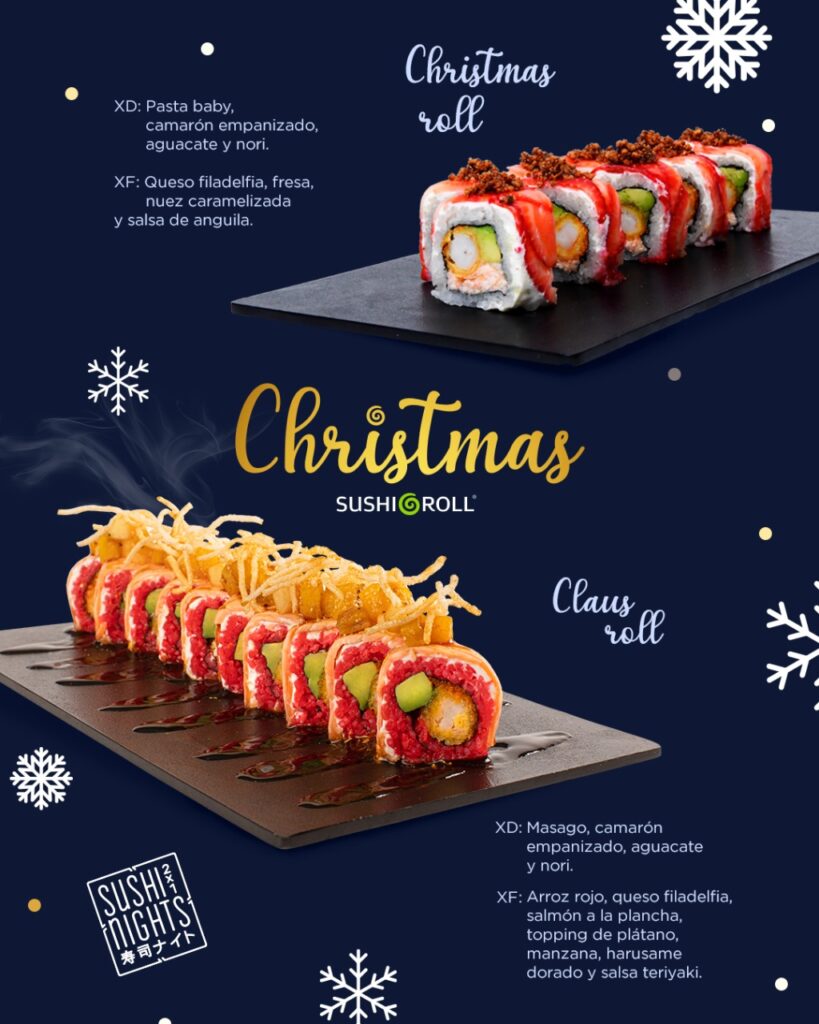 Christmas
roll
XD: Pasta baby,
camarón empanizado,
aguacate y nori.
XF: Queso filadelfia, fresa,
nuez caramelizada
y salsa de anguila.
Christmas
SUSHI ROLL®
Claus
roll
XD: Masago, camarón
empanizado, aguacate
y nori.
XF: Arroz rojo, queso filadelfia,
salmón a la plancha,
topping de plátano,
manzana, harusame
dorado y salsa teriyaki.
SUSHI 2X1
NIGHTS
寿司ナイト